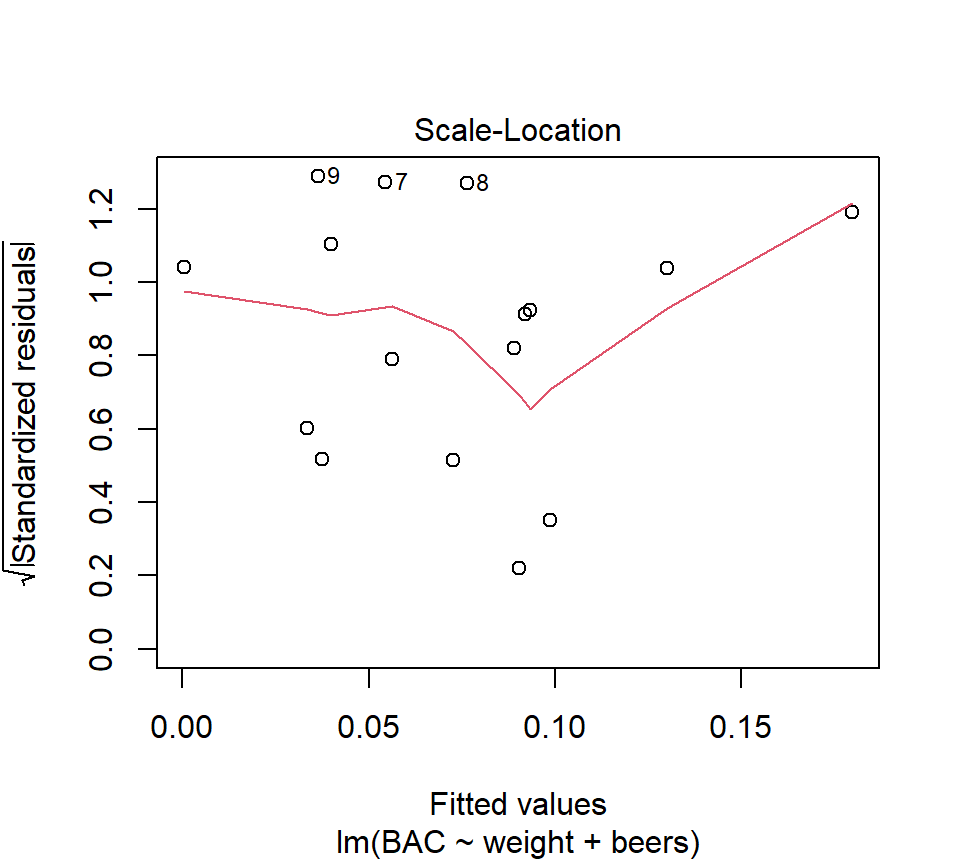 Scale-Location
√|Standardized residuals|
1.2
1.0
0.8
0.6
0.4
0.2
0.0
9
7
8
0.00 0.05 0.10 0.15
Fitted values
lm(BAC ~ weight + beers)